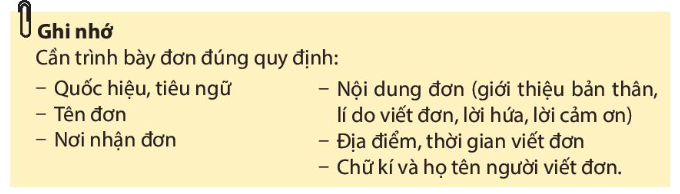 Ghi nhớ
Cần trình bày đơn đúng quy định:
– Quốc hiệu, tiêu ngữ
– Tên đơn
– Nơi nhận đơn
– Nội dung đơn (giới thiệu bản thân,
lí do viết đơn, lời hứa, lời cảm ơn)
– Địa điểm, thời gian viết đơn
– Chữ kí và họ tên người viết đơn.